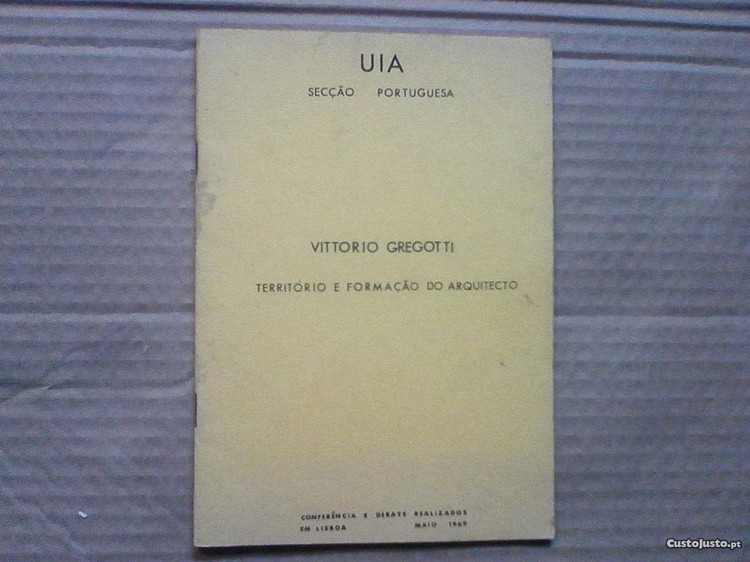 UIA
SECÇÃO PORTUGUESA
VITTORIO GREGOTTI
TERRITÓRIO E FORMAÇÃO DO ARQUITECTO
CONFERÊNCIA E DEBATE REALIZADOS
EM LISBOA MAIO 1969
CustoJusto.pt